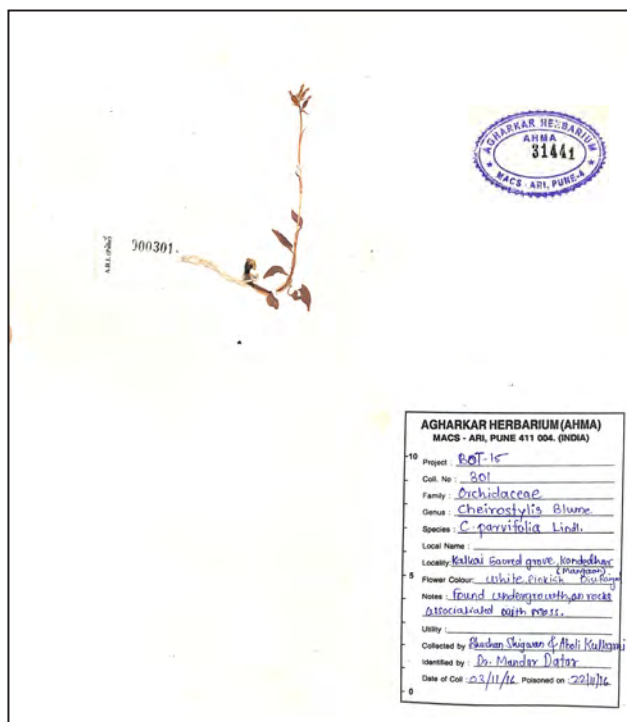 AGHARKAR HERBARIUM
AHMA
31441
MACS - ARI, PUNE-4
900301.
AGHARKAR HERBARIUM (AHMA)
MACS - ARI, PUNE 411 004. (INDIA)
10
Project : BOT-15
Coll. No : 301
Family : Orchidaceae
Genus : Cheirostylis Blume
Species : C. parvifolia Lindl.
Local Name :
Locality: Kalkai Sacred grove, Kondedhar
(Mangaon)
5
Flower Colour: White, Pinkish Dist. Raigad
Notes : Found undergrowth, on rocks
associatiated with moss.
Utility :
Collected by Bhushan Shigwan & Aboli Kulkarni
Identified by : Dr. Mandar Datar
Date of Coll : 03/11/16 Poisoned on : 22/11/16
0